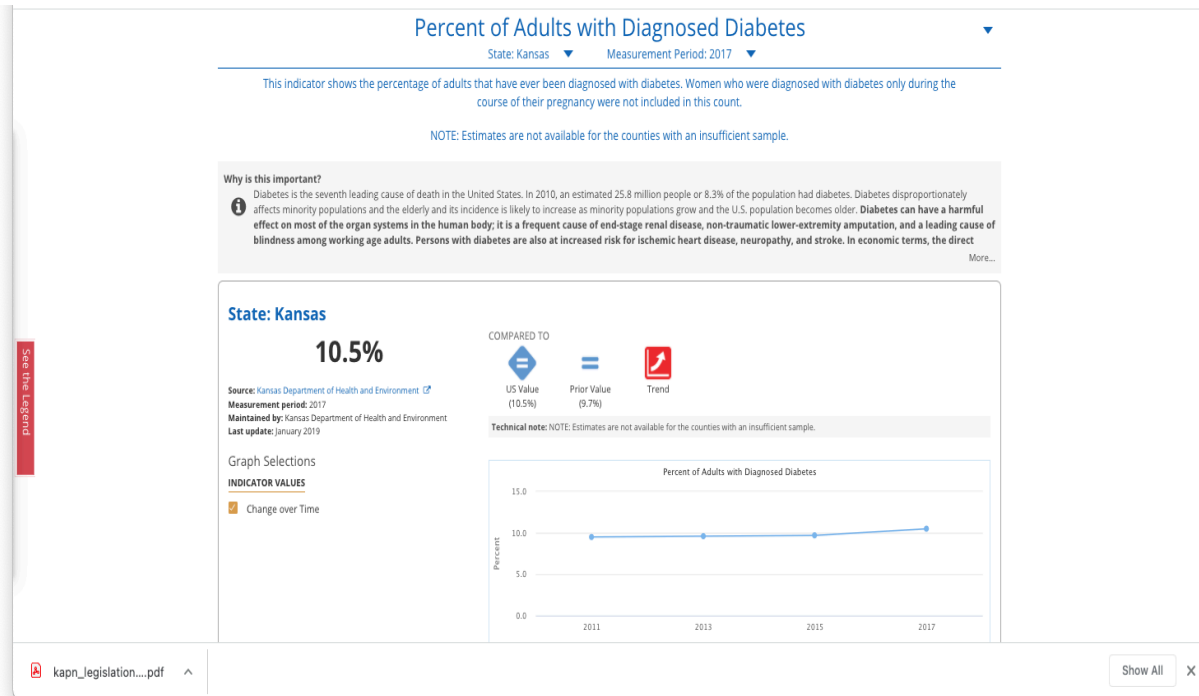 Percent of Adults with Diagnosed Diabetes
State: Kansas
Measurement Period: 2017
This indicator shows the percentage of adults that have ever been diagnosed with diabetes. Women who were diagnosed with diabetes only during the
course of their pregnancy were not included in this count.
NOTE: Estimates are not available for the counties with an insufficient sample.
Why is this important?
Diabetes is the seventh leading cause of death in the United States. In 2010, an estimated 25.8 million people or 8.3% of the population had diabetes. Diabetes disproportionately
affects minority populations and the elderly and its incidence is likely to increase as minority populations grow and the U.S. population becomes older. Diabetes can have a harmful
effect on most of the organ systems in the human body; it is a frequent cause of end-stage renal disease, non-traumatic lower-extremity amputation, and a leading cause of
blindness among working age adults. Persons with diabetes are also at increased risk for ischemic heart disease, neuropathy, and stroke. In economic terms, the direct
More...
See the Legend
State: Kansas
10.5%
Source: Kansas Department of Health and Environment
Measurement period: 2017
Maintained by: Kansas Department of Health and Environment
Last update: January 2019
Graph Selections
INDICATOR VALUES
Change over Time
COMPARED TO
US Value
(10.5%)
Prior Value
(9.7%)
Trend
Technical note: NOTE: Estimates are not available for the counties with an insufficient sample.
Percent of Adults with Diagnosed Diabetes
Percent
15.0
10.0
5.0
0.0
2011
2013
2015
2017
kapn_legislation....pdf
Show All